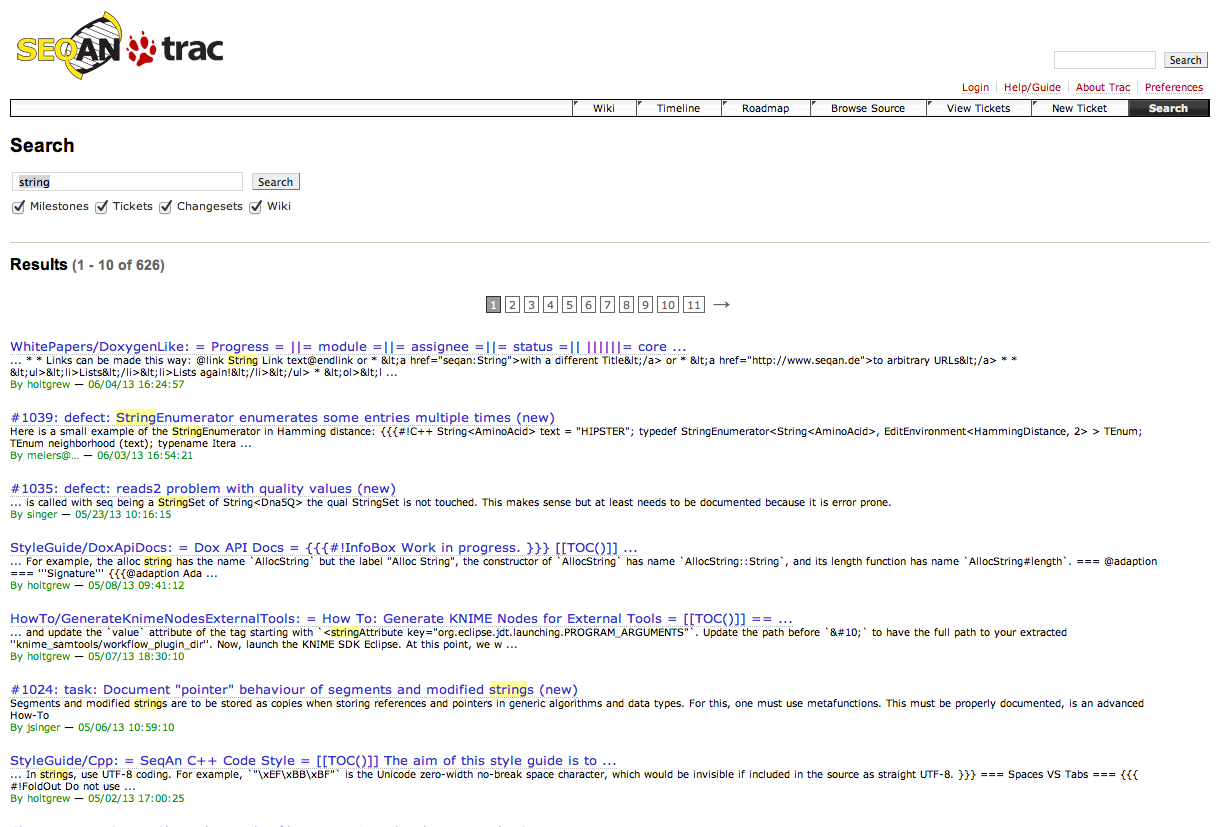 SEQAN trac
Search
Login Help/Guide About Trac Preferences
Wiki Timeline Roadmap Browse Source View Tickets New Ticket Search
Search
string Search
Milestones Tickets Changesets Wiki
Results (1 - 10 of 626)
1 2 3 4 5 6 7 8 9 10 11 →
WhitePapers/DoxygenLike: = Progress = ||= module =||= assignee =||= status =|| ||||||= core ...
... * * Links can be made this way: @link String Link text@endlink or * &lt;a href="seqan:String">with a different Title&lt;/a> or * &lt;a href="http://www.seqan.de">to arbitrary URLs&lt;/a> * *
&lt;ul>&lt;li>Lists&lt;/li>&lt;li>Lists again!&lt;/li>&lt;/ul> * &lt;ol>&lt;l ...
By holtgrew — 06/04/13 16:24:57
#1039: defect: StringEnumerator enumerates some entries multiple times (new)
Here is a small example of the StringEnumerator in Hamming distance: {{{#!C++ String<AminoAcid> text = "HIPSTER"; typedef StringEnumerator<String<AminoAcid>, EditEnvironment<HammingDistance, 2> > TEnum;
TEnum neighborhood (text); typename Itera ...
By meiers@... — 06/03/13 16:54:21
#1035: defect: reads2 problem with quality values (new)
... is called with seq being a StringSet of String<Dna5Q> the qual StringSet is not touched. This makes sense but at least needs to be documented because it is error prone.
By singer — 05/23/13 10:16:15
StyleGuide/DoxApiDocs: = Dox API Docs = {{{#!InfoBox Work in progress. }}} [[TOC()]] ...
... For example, the alloc string has the name `AllocString` but the label "Alloc String", the constructor of `AllocString` has name `AllocString::String`, and its length function has name `AllocString#length`. === @adaption
=== '''Signature''' {{{@adaption Ada ...
By holtgrew — 05/08/13 09:41:12
HowTo/GenerateKnimeNodesExternalTools: = How To: Generate KNIME Nodes for External Tools = [[TOC()]] == ...
... and update the `value` attribute of the tag starting with `<stringAttribute key="org.eclipse.jdt.launching.PROGRAM_ARGUMENTS"`. Update the path before `&#10;` to have the full path to your extracted
''knime_samtools/workflow_plugin_dir''. Now, launch the KNIME SDK Eclipse. At this point, we w ...
By holtgrew — 05/07/13 18:30:10
#1024: task: Document "pointer" behaviour of segments and modified strings (new)
Segments and modified strings are to be stored as copies when storing references and pointers in generic algorithms and data types. For this, one must use metafunctions. This must be properly documented, is an advanced
How-To
By jsinger — 05/06/13 10:59:10
StyleGuide/Cpp: = SeqAn C++ Code Style = [[TOC()]] The aim of this style guide is to ...
... In strings, use UTF-8 coding. For example, `"\xEF\xBB\xBF"` is the Unicode zero-width no-break space character, which would be invisible if included in the source as straight UTF-8. }}} === Spaces VS Tabs === {{{
#!FoldOut Do not use ...
By holtgrew — 05/02/13 17:00:25